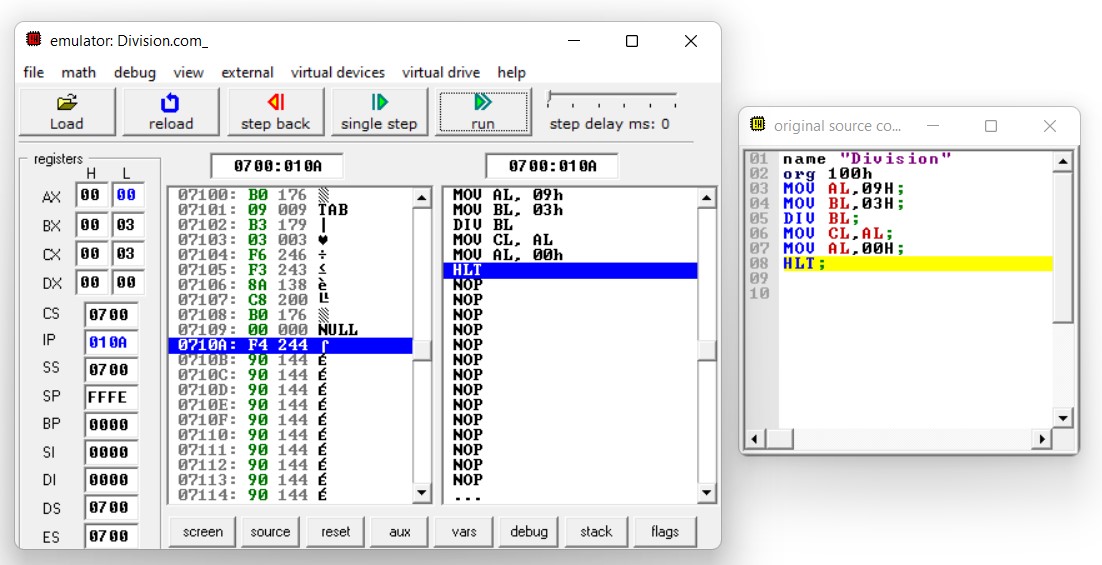 emulator: Division.com_
file math debug view external virtual devices virtual drive help
Load reload step back single step run step delay ms: 0
registers
H L
AX 00 00
BX 00 03
CX 00 03
DX 00 00
CS 0700
IP 010A
SS 0700
SP FFFE
BP 0000
SI 0000
DI 0000
DS 0700
ES 0700
0700:010A
07100: B0 176 ▒
07101: 09 009 TAB
07102: B3 179 │
07103: 03 003 ♥
07104: F6 246 ÷
07105: F3 243 ≤
07106: 8A 138 è
07107: C8 200 ╚
07108: B0 176 ▒
07109: 00 000 NULL
0710A: F4 244 ⌠
0710B: 90 144 É
0710C: 90 144 É
0710D: 90 144 É
0710E: 90 144 É
0710F: 90 144 É
07110: 90 144 É
07111: 90 144 É
07112: 90 144 É
07113: 90 144 É
07114: 90 144 É
0700:010A
MOV AL, 09h
MOV BL, 03h
DIV BL
MOV CL, AL
MOV AL, 00h
HLT
NOP
NOP
NOP
NOP
NOP
NOP
NOP
NOP
NOP
NOP
NOP
NOP
NOP
NOP
...
screen source reset aux vars debug stack flags
original source co...
01 name "Division"
02 org 100h
03 MOV AL,09H;
04 MOV BL,03H;
05 DIV BL;
06 MOV CL,AL;
07 MOV AL,00H;
08 HLT;
09
10